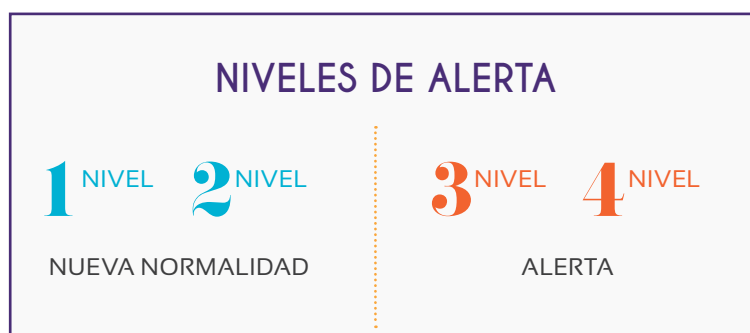 NIVELES DE ALERTA
1 NIVEL 2 NIVEL
NUEVA NORMALIDAD
3 NIVEL 4 NIVEL
ALERTA